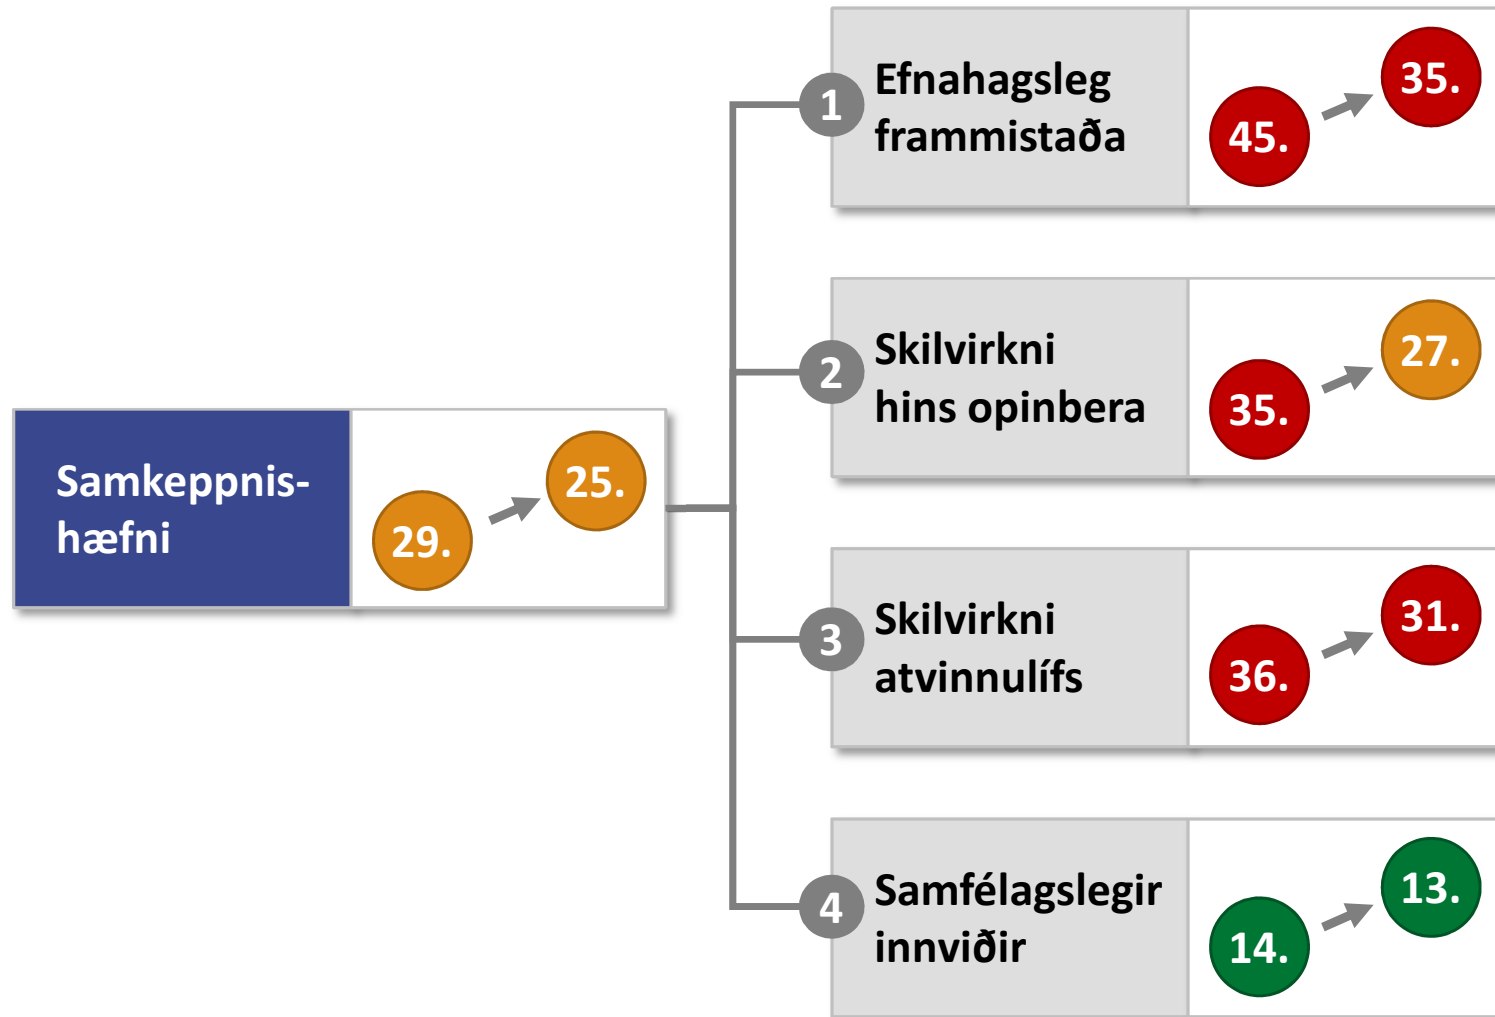 Samkeppnis-
hæfni
29.
25.
1
Efnahagsleg
frammistaða
45.
35.
2
Skilvirkni
hins opinbera
35.
27.
3
Skilvirkni
atvinnulífs
36.
31.
4
Samfélagslegir
innviðir
14.
13.